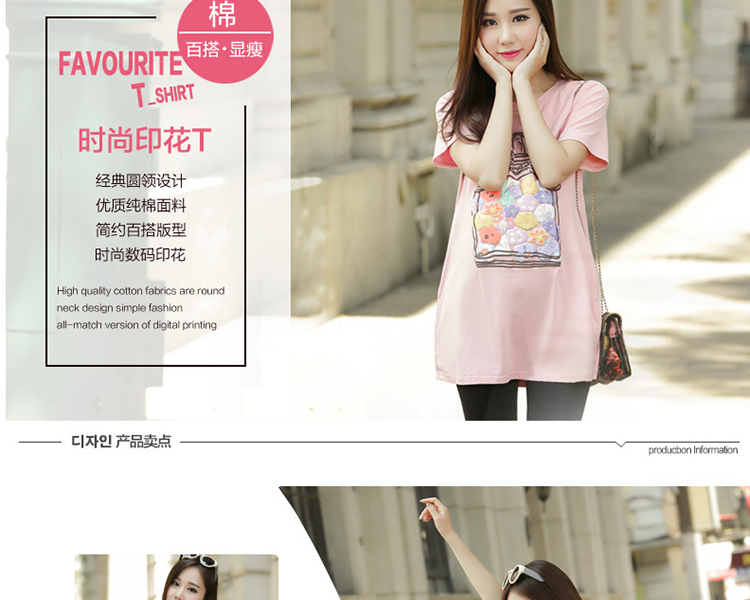 棉
百搭·显瘦
FAVOURITE
T_SHIRT
时尚印花T
经典圆领设计
优质纯棉面料
简约百搭版型
时尚数码印花
High quality cotton fabrics are round
neck design simple fashion
all-match version of digital printing
디자인 产品卖点
producbon Information